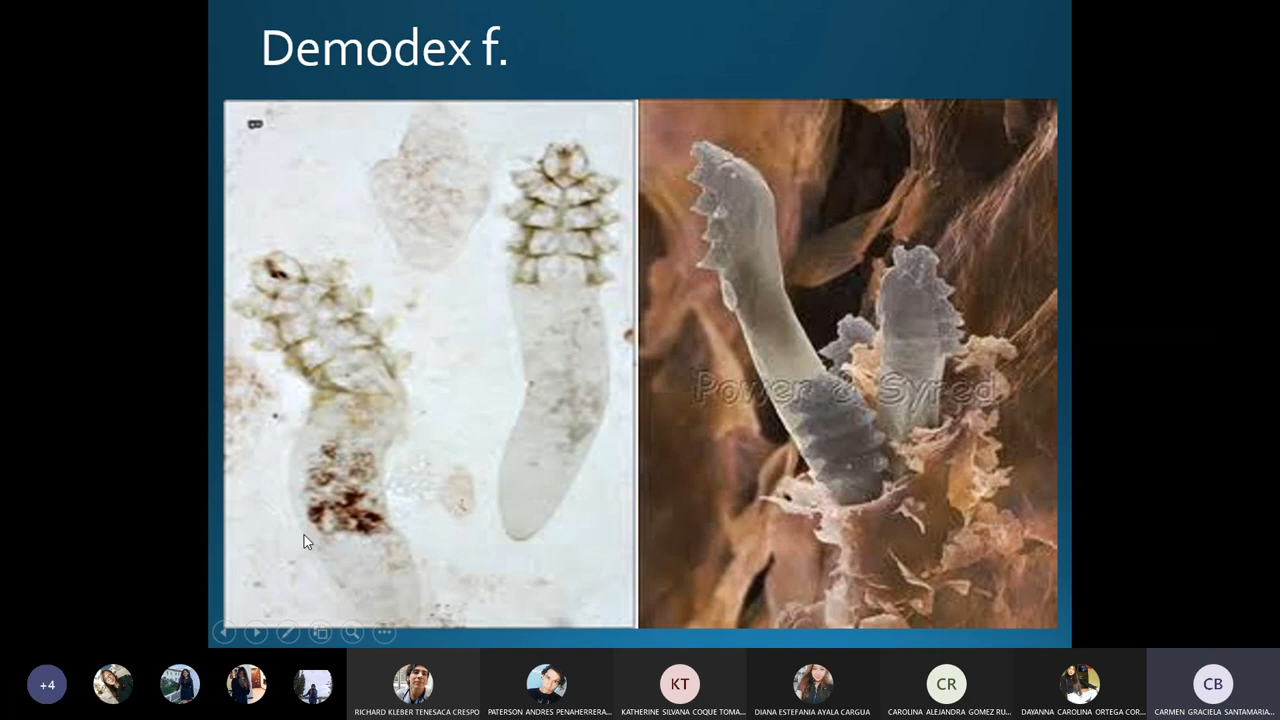 Demodex f.
Power & Syred
+4
RICHARD KLEBER TENESACA CRESPO
PATERSON ANDRES PEÑAHERRERA...
KT
KATHERINE SILVANA COQUE TOMA...
DIANA ESTEFANIA AYALA CARGUA
CR
CAROLINA ALEJANDRA GOMEZ RU...
DAYANNA CAROLINA ORTEGA COR...
CB
CARMEN GRACIELA SANTAMARIA...